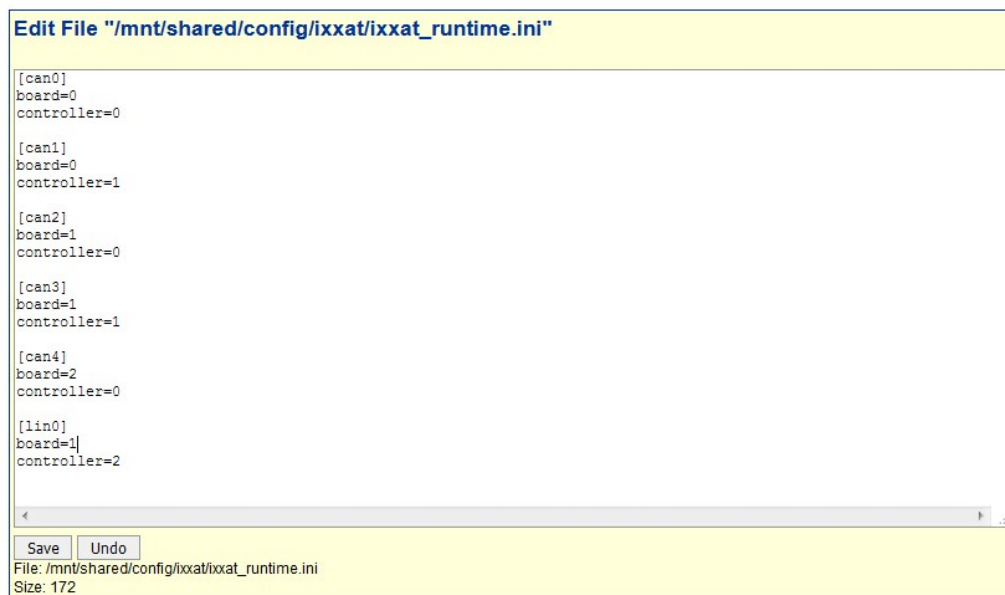 Edit File "/mnt/shared/config/ixxat/ixxat_runtime.ini"
[can0]
board=0
controller=0
[can1]
board=0
controller=1
[can2]
board=1
controller=0
[can3]
board=1
controller=1
[can4]
board=2
controller=0
[lin0]
board=1
controller=2
Save Undo
File: /mnt/shared/config/ixxat/ixxat_runtime.ini
Size: 172